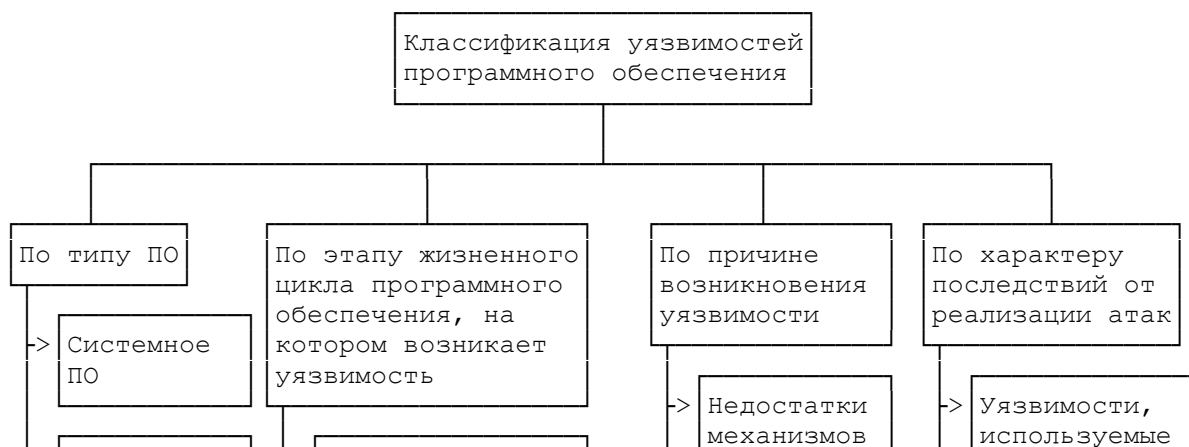 Классификация уязвимостей
программного обеспечения
По типу ПО
По этапу жизненного
цикла программного
обеспечения, на
котором возникает
уязвимость
По причине
возникновения
уязвимости
По характеру
последствий от
реализации атак
-> Системное
ПО
-> Недостатки
механизмов
-> Уязвимости,
используемые